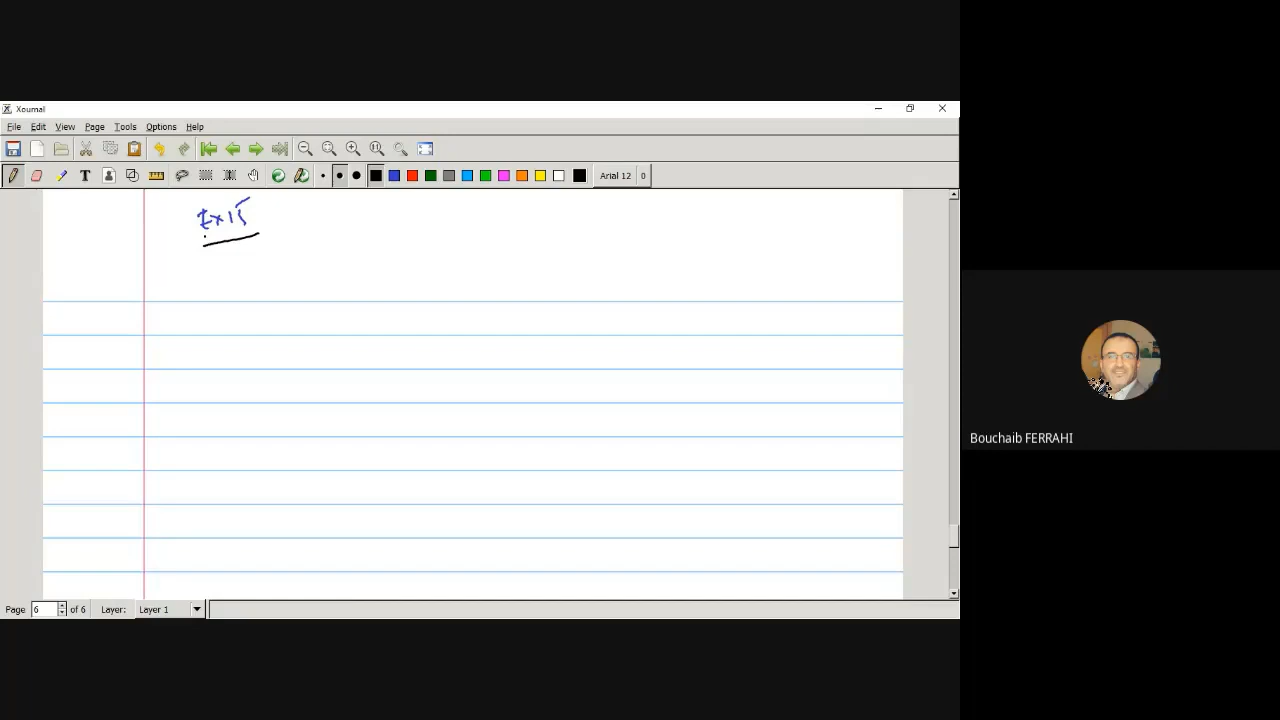 Xournal
File Edit View Page Tools Options Help
T Arial 12 0
Ex15
Bouchaib FERRAHI
Page 6 of 6 Layer: Layer 1